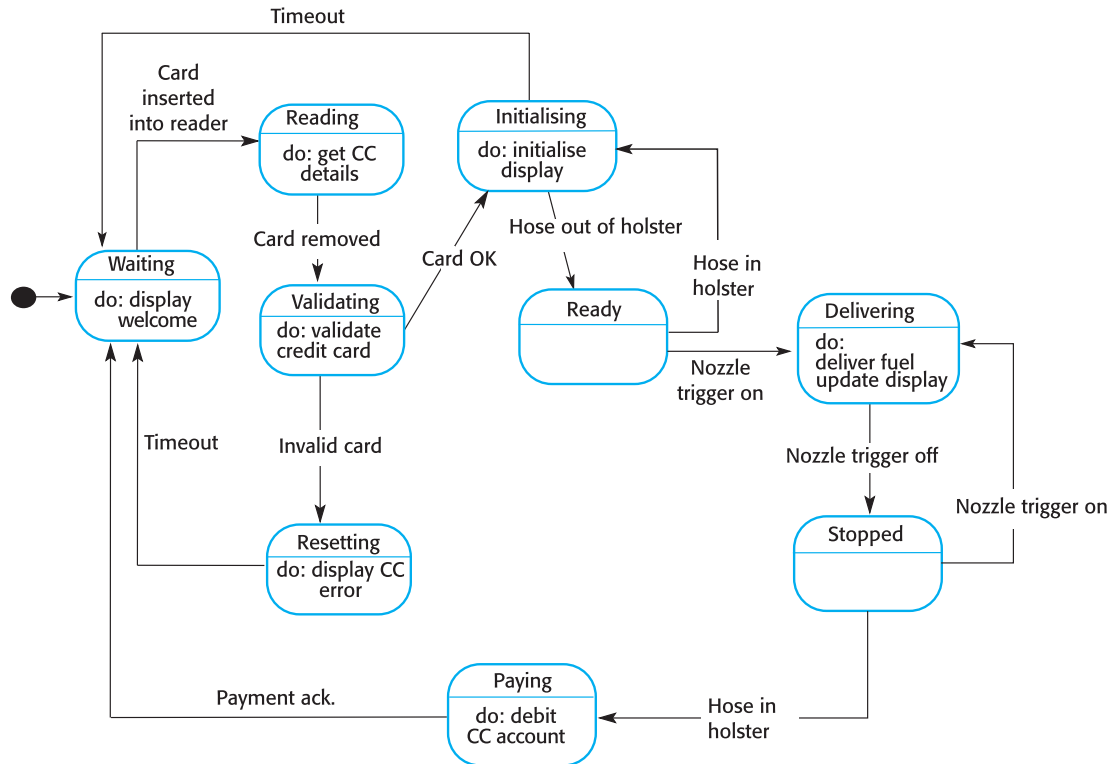 Timeout
Card
inserted
into reader
Reading
do: get CC
details
Initialising
do: initialise
display
Card removed
Card OK
Hose out of holster
Hose in
holster
Waiting
do: display
welcome
Validating
do: validate
credit card
Ready
Delivering
do:
deliver fuel
update display
Nozzle
trigger on
Timeout
Invalid card
Nozzle trigger off
Nozzle trigger on
Resetting
do: display CC
error
Stopped
Paying
do: debit
CC account
Payment ack.
Hose in
holster